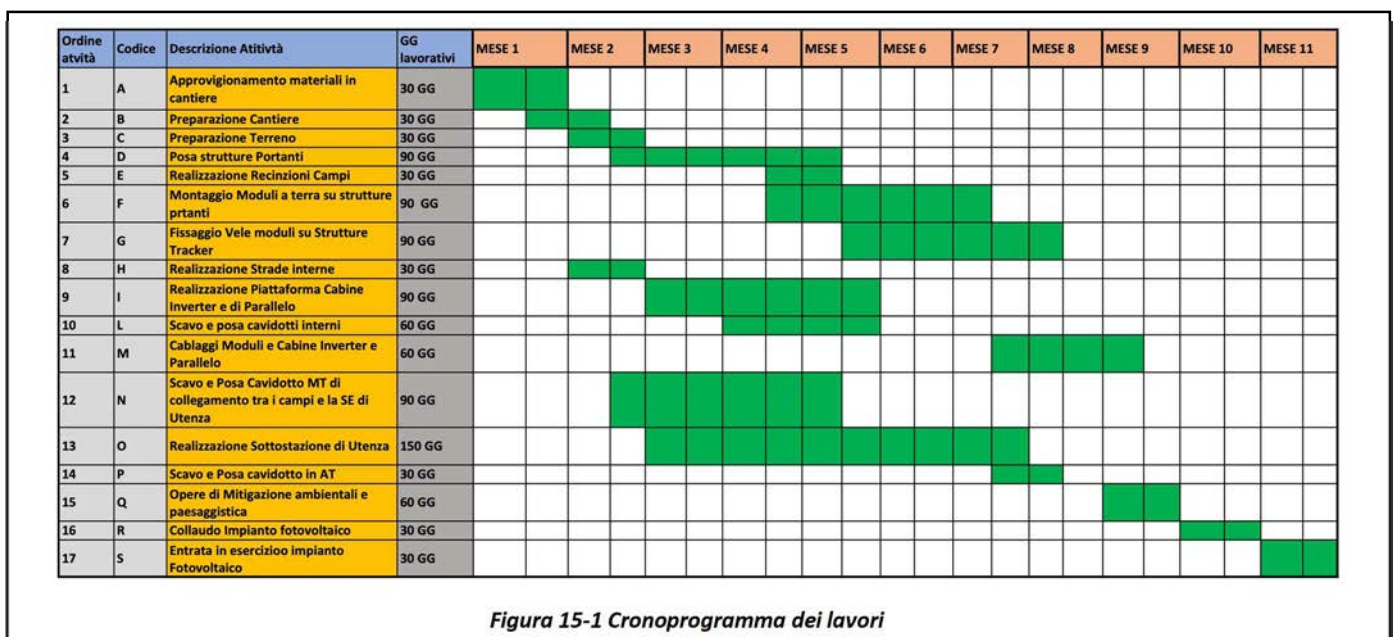 Ordine atvità Codice Descrizione Atitivtà GG lavorativi MESE 1 MESE 2 MESE 3 MESE 4 MESE 5 MESE 6 MESE 7 MESE 8 MESE 9 MESE 10 MESE 11
1 A Approvigionamento materiali in cantiere 30 GG
2 B Preparazione Cantiere 30 GG
3 C Preparazione Terreno 30 GG
4 D Posa strutture Portanti 90 GG
5 E Realizzazione Recinzioni Campi 30 GG
6 F Montaggio Moduli a terra su strutture prtanti 90 GG
7 G Fissaggio Vele moduli su Strutture Tracker 90 GG
8 H Realizzazione Strade interne 30 GG
9 I Realizzazione Piattaforma Cabine Inverter e di Parallelo 90 GG
10 L Scavo e posa cavidotti interni 60 GG
11 M Cablaggi Moduli e Cabine Inverter e Parallelo 60 GG
12 N Scavo e Posa Cavidotto MT di collegamento tra i campi e la SE di Utenza 90 GG
13 O Realizzazione Sottostazione di Utenza 150 GG
14 P Scavo e Posa cavidotto in AT 30 GG
15 Q Opere di Mitigazione ambientali e paesaggistica 60 GG
16 R Collaudo Impianto fotovoltaico 30 GG
17 S Entrata in esercizioo impianto Fotovoltaico 30 GG
Figura 15-1 Cronoprogramma dei lavori